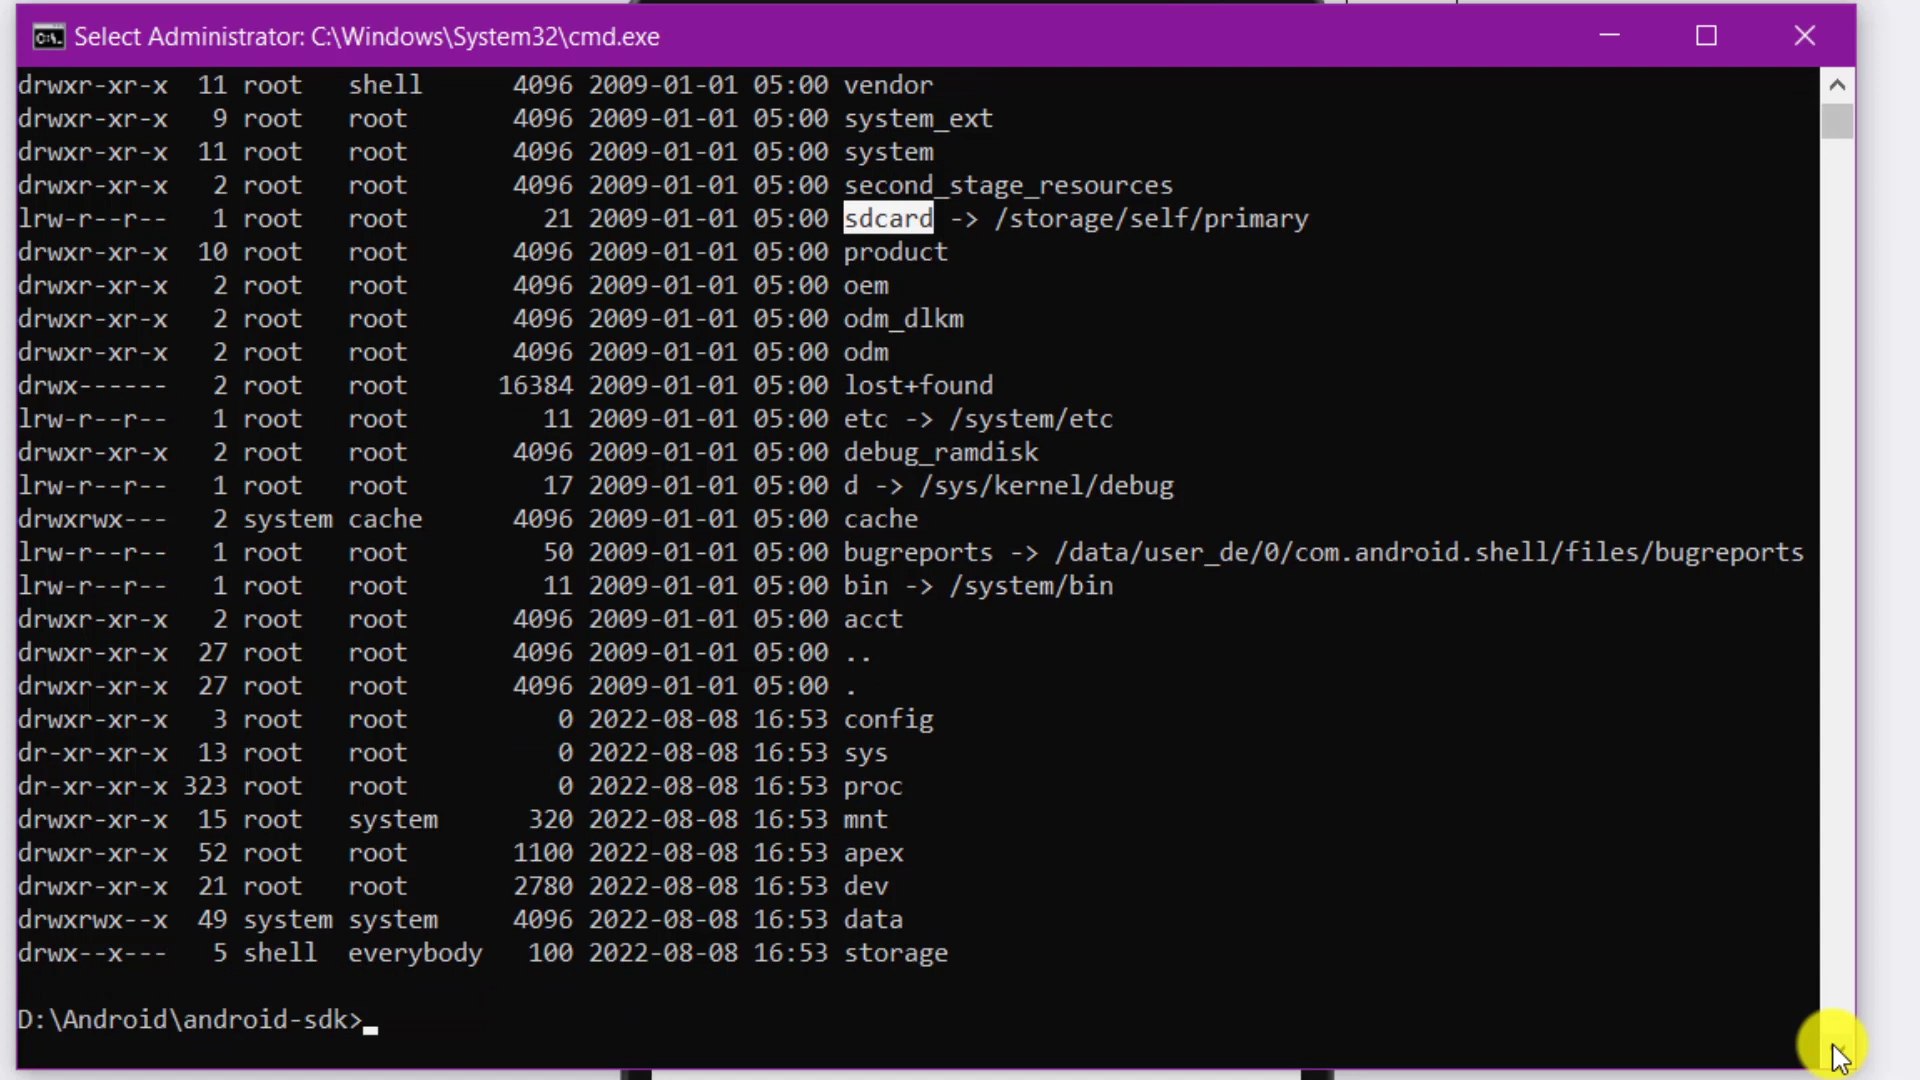 Select Administrator: C:\Windows\System32\cmd.exe
drwxr-xr-x  11 root   shell      4096 2009-01-01 05:00 vendor
drwxr-xr-x   9 root   root       4096 2009-01-01 05:00 system_ext
drwxr-xr-x  11 root   root       4096 2009-01-01 05:00 system
drwxr-xr-x   2 root   root       4096 2009-01-01 05:00 second_stage_resources
lrw-r--r--   1 root   root         21 2009-01-01 05:00 sdcard -> /storage/self/primary
drwxr-xr-x  10 root   root       4096 2009-01-01 05:00 product
drwxr-xr-x   2 root   root       4096 2009-01-01 05:00 oem
drwxr-xr-x   2 root   root       4096 2009-01-01 05:00 odm_dlkm
drwxr-xr-x   2 root   root       4096 2009-01-01 05:00 odm
drwx------   2 root   root      16384 2009-01-01 05:00 lost+found
lrw-r--r--   1 root   root         11 2009-01-01 05:00 etc -> /system/etc
drwxr-xr-x   2 root   root       4096 2009-01-01 05:00 debug_ramdisk
lrw-r--r--   1 root   root         17 2009-01-01 05:00 d -> /sys/kernel/debug
drwxrwx---   2 system cache      4096 2009-01-01 05:00 cache
lrw-r--r--   1 root   root         50 2009-01-01 05:00 bugreports -> /data/user_de/0/com.android.shell/files/bugreports
lrw-r--r--   1 root   root         11 2009-01-01 05:00 bin -> /system/bin
drwxr-xr-x   2 root   root       4096 2009-01-01 05:00 acct
drwxr-xr-x  27 root   root       4096 2009-01-01 05:00 ..
drwxr-xr-x  27 root   root       4096 2009-01-01 05:00 .
drwxr-xr-x   3 root   root          0 2022-08-08 16:53 config
dr-xr-xr-x  13 root   root          0 2022-08-08 16:53 sys
dr-xr-xr-x 323 root   root          0 2022-08-08 16:53 proc
drwxr-xr-x  15 root   system      320 2022-08-08 16:53 mnt
drwxr-xr-x  52 root   root       1100 2022-08-08 16:53 apex
drwxr-xr-x  21 root   root       2780 2022-08-08 16:53 dev
drwxrwx--x  49 system system     4096 2022-08-08 16:53 data
drwx--x---   5 shell  everybody   100 2022-08-08 16:53 storage
D:\Android\android-sdk>